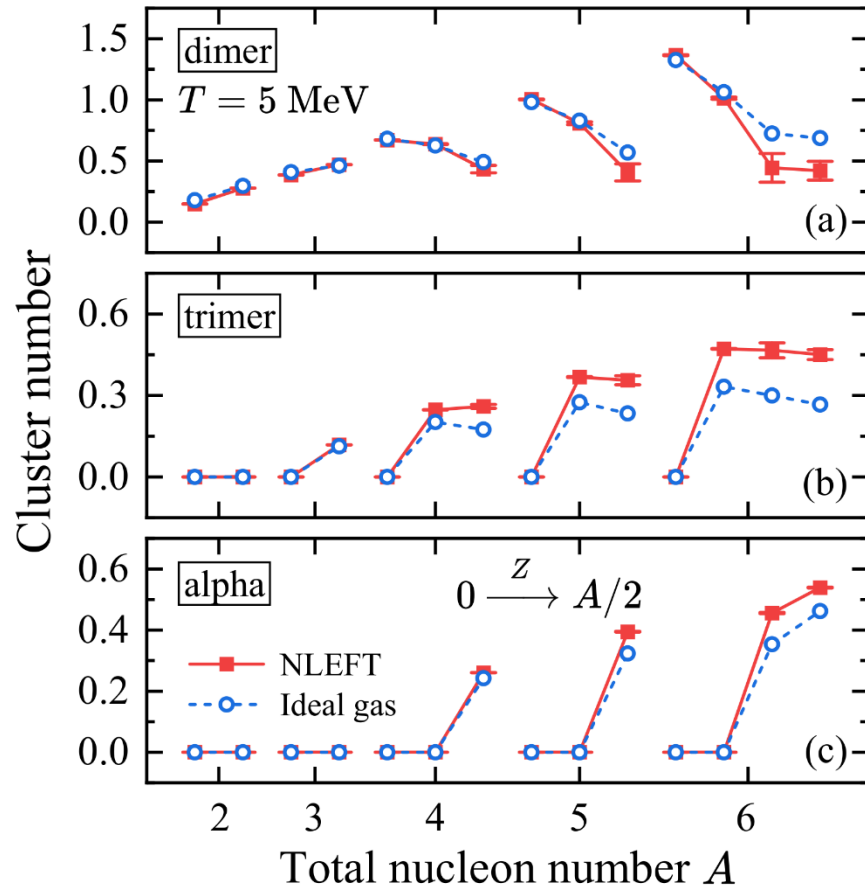 Cluster number
1.5
1.0
0.5
0.0
dimer
T = 5 MeV
(a)
0.6
0.3
0.0
trimer
(b)
0.6
0.4
0.2
0.0
alpha
0 Z⟶ A/2
NLEFT
Ideal gas
(c)
2 3 4 5 6
Total nucleon number A